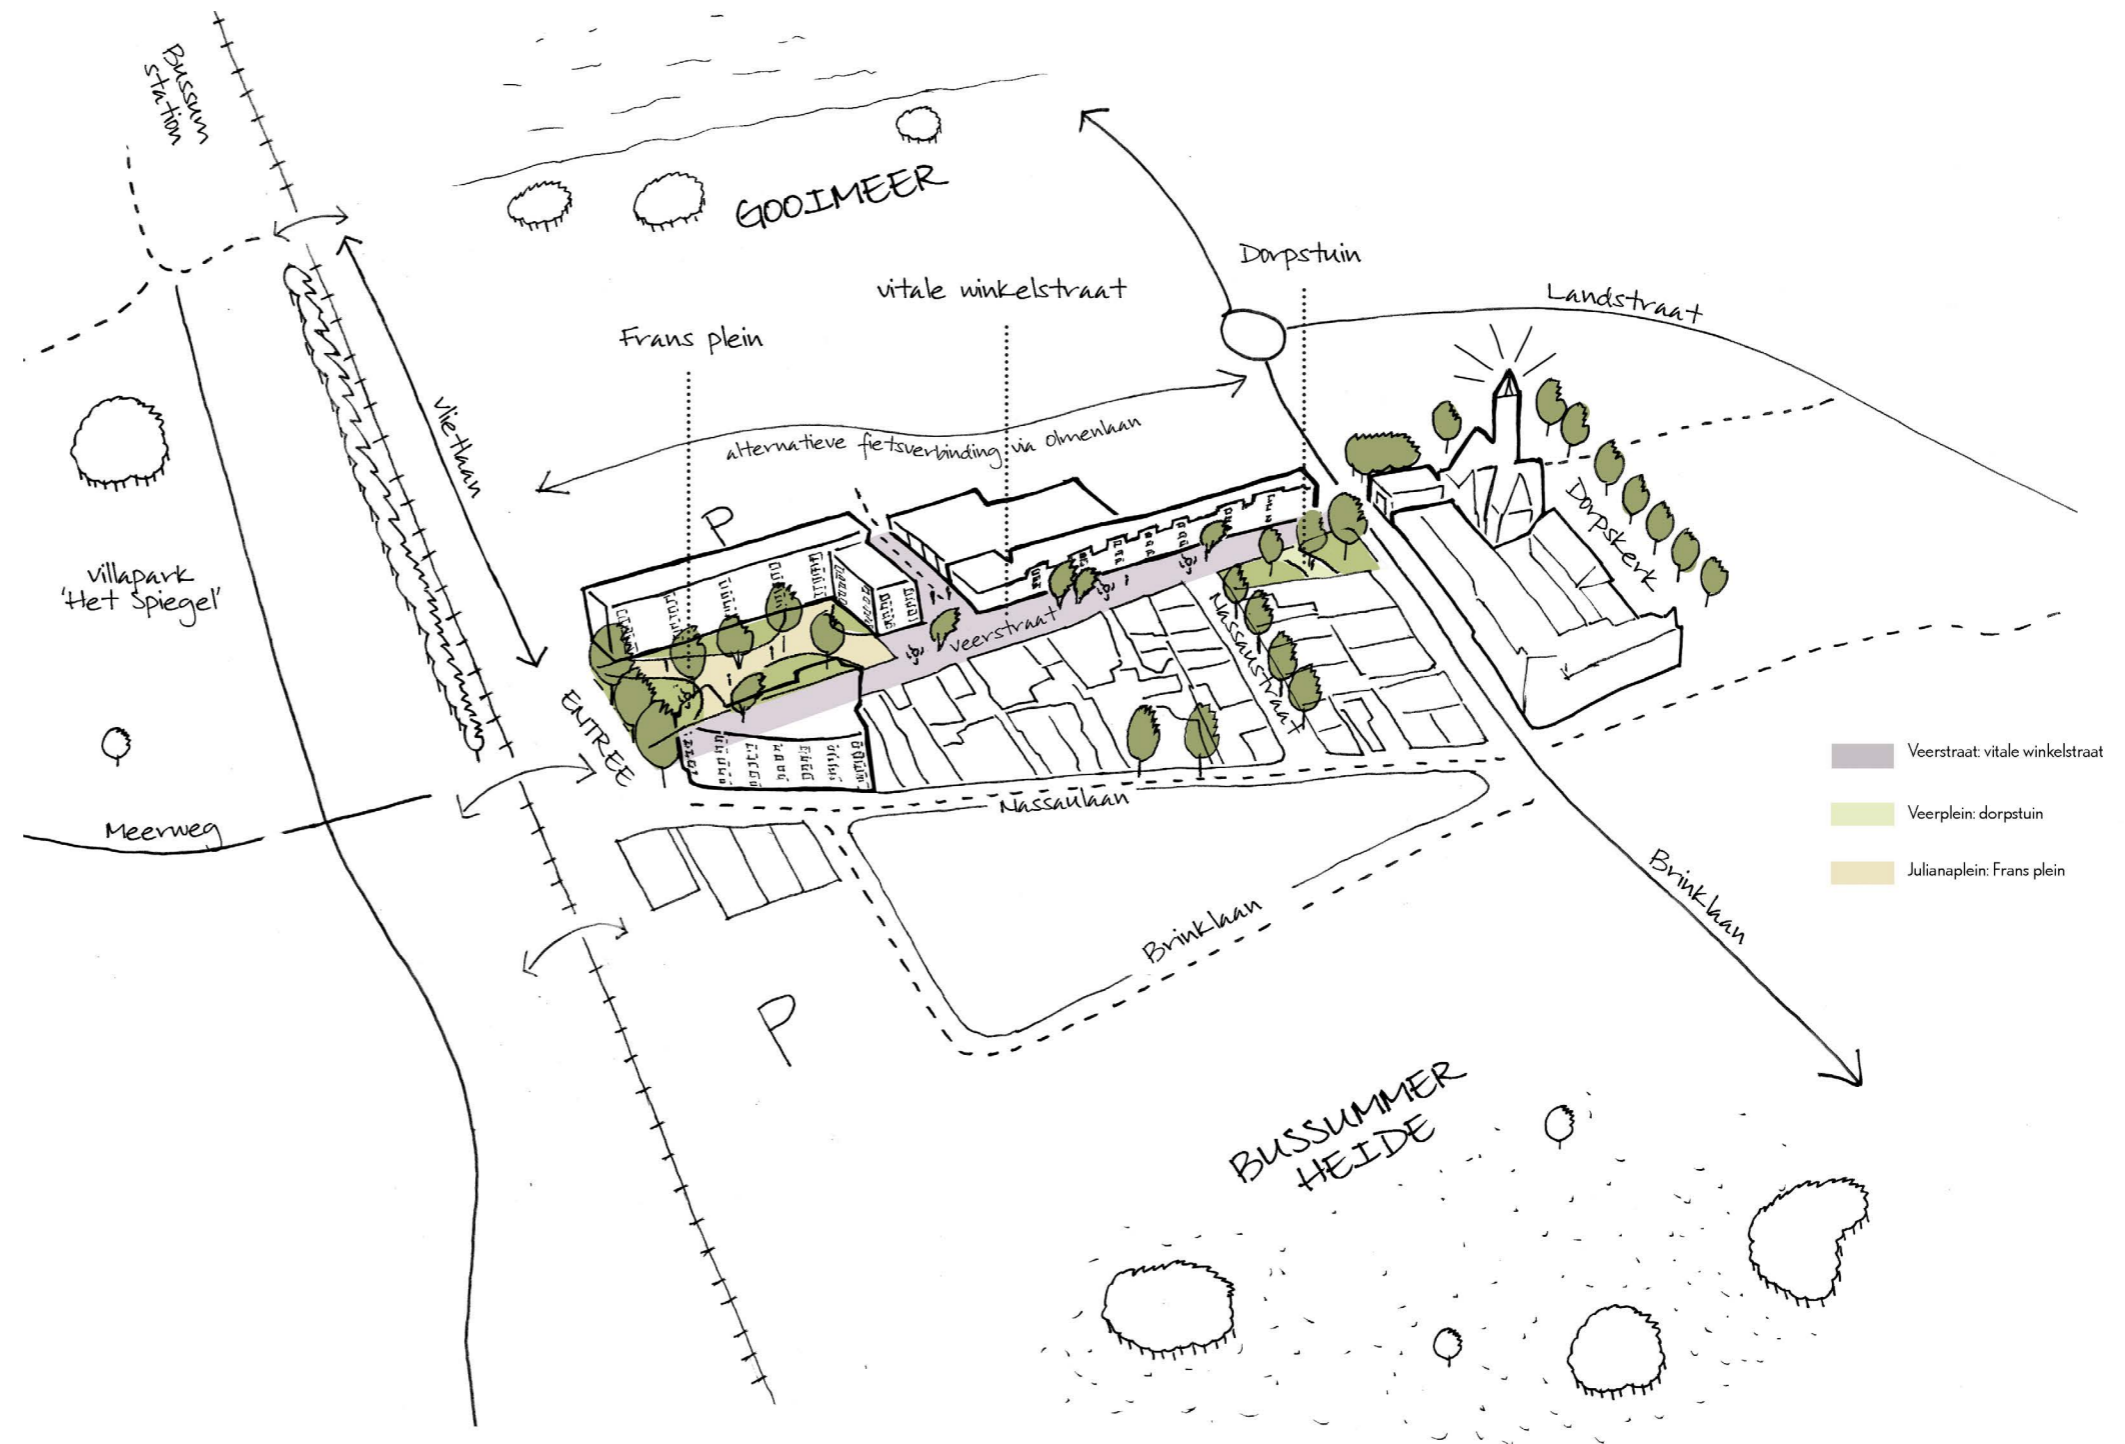 Bussum
station
GOOIMEER
Dorpstuin
vitale winkelstraat
Landstraat
Frans plein
vlietlaan
alternatieve fietsverbinding via olmenlaan
P
Dorpskerk
villapark
'Het Spiegel'
veerstraat
Nassaustraat
ENTREE
Veerstraat: vitale winkelstraat
Nassaulaan
Veerplein: dorpstuin
Meerweg
Julianaplein: Frans plein
Brinklaan
Brinklaan
P
BUSSUMMER
HEIDE